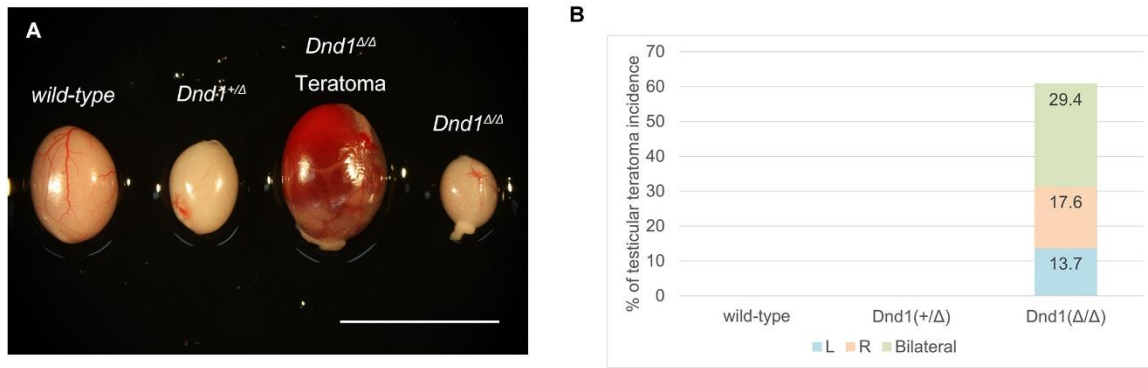 A
wild-type
Dnd1+/Δ
Dnd1Δ/Δ
Teratoma
Dnd1Δ/Δ
B
% of testicular teratoma incidence
70
60
50
40
30
20
10
0
29.4
17.6
13.7
wild-type
Dnd1(+/Δ)
Dnd1(Δ/Δ)
L R Bilateral